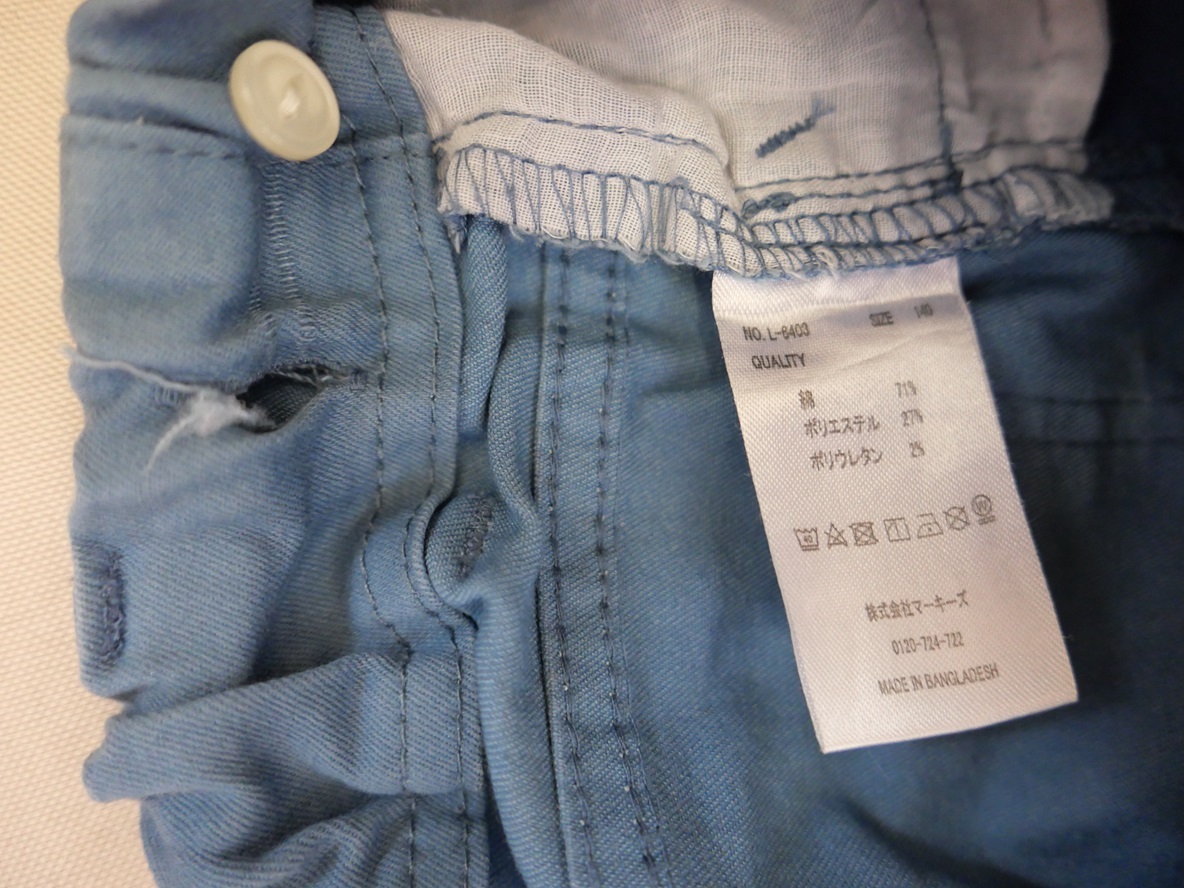 NO. L-6403 SIZE 140
QUALITY
綿 71%
ポリエステル 27%
ポリウレタン 2%
40 W
株式会社マーキーズ
0120-724-722
MADE IN BANGLADESH